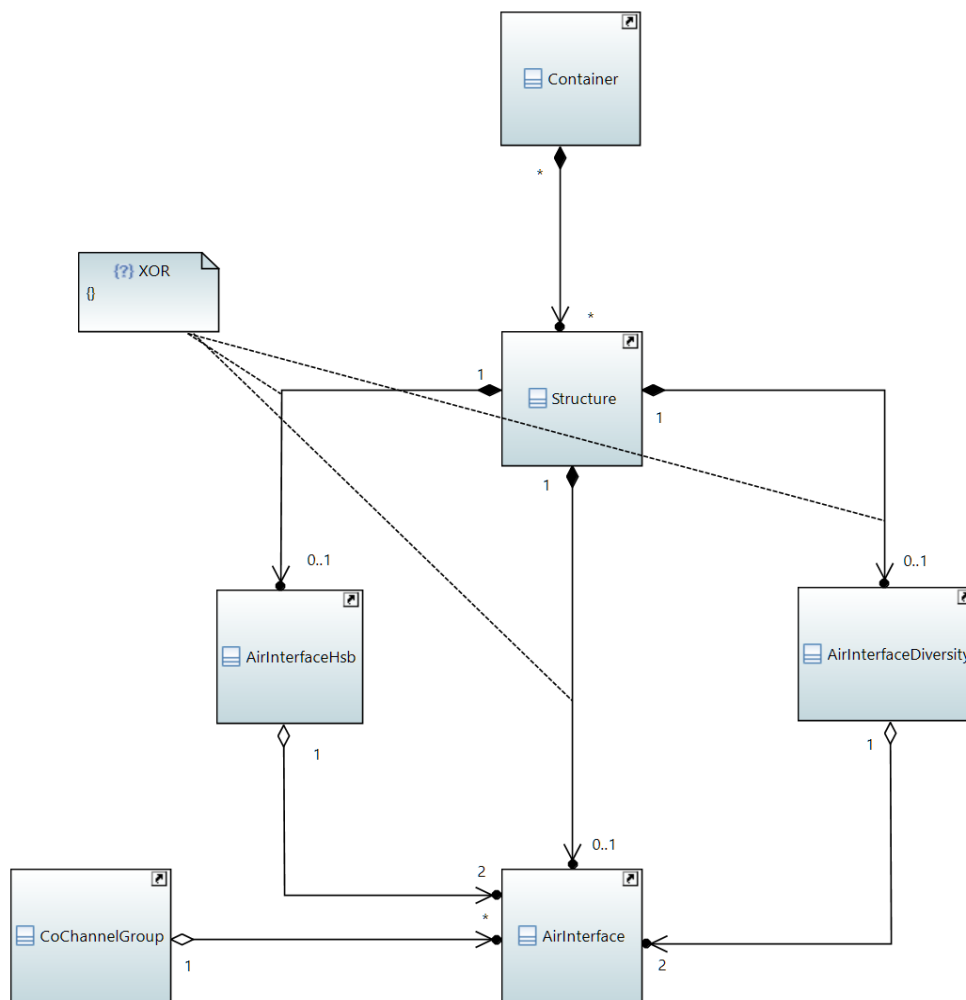 Container
*
*
{?} XOR
{}
1
Structure
1
1
0..1
0..1
AirInterfaceHsb
AirInterfaceDiversity
1
1
0..1
2
*
CoChannelGroup
AirInterface
1
2